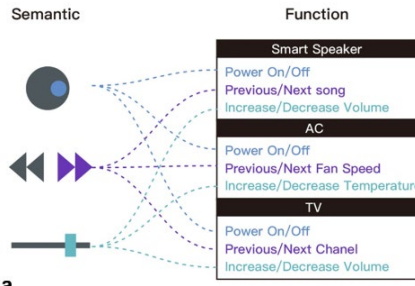 Semantic
Function
Smart Speaker
Power On/Off
Previous/Next song
Increase/Decrease Volume
AC
Power On/Off
Previous/Next Fan Speed
Increase/Decrease Temperature
TV
Power On/Off
Previous/Next Chanel
Increase/Decrease Volume
a